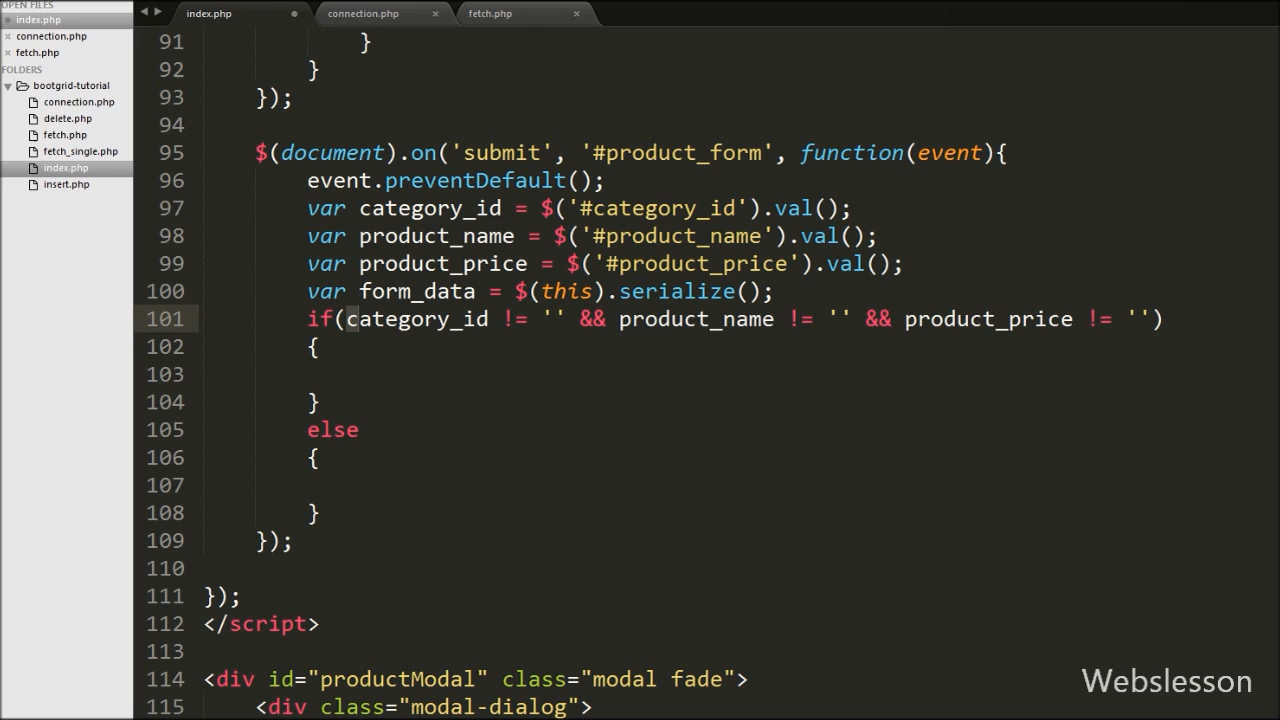 OPEN FILES
index.php
connection.php
fetch.php
FOLDERS
bootgrid-tutorial
connection.php
delete.php
fetch.php
fetch_single.php
index.php
insert.php
index.php connection.php × fetch.php ×
91 }
92 }
93 });
94
95 $(document).on('submit', '#product_form', function(event){
96 event.preventDefault();
97 var category_id = $('#category_id').val();
98 var product_name = $('#product_name').val();
99 var product_price = $('#product_price').val();
100 var form_data = $(this).serialize();
101 if(category_id != '' && product_name != '' && product_price != '')
102 {
103
104 }
105 else
106 {
107
108 }
109 });
110
111 });
112 </script>
113
114 <div id="productModal" class="modal fade">
115 <div class="modal-dialog">
Webslesson